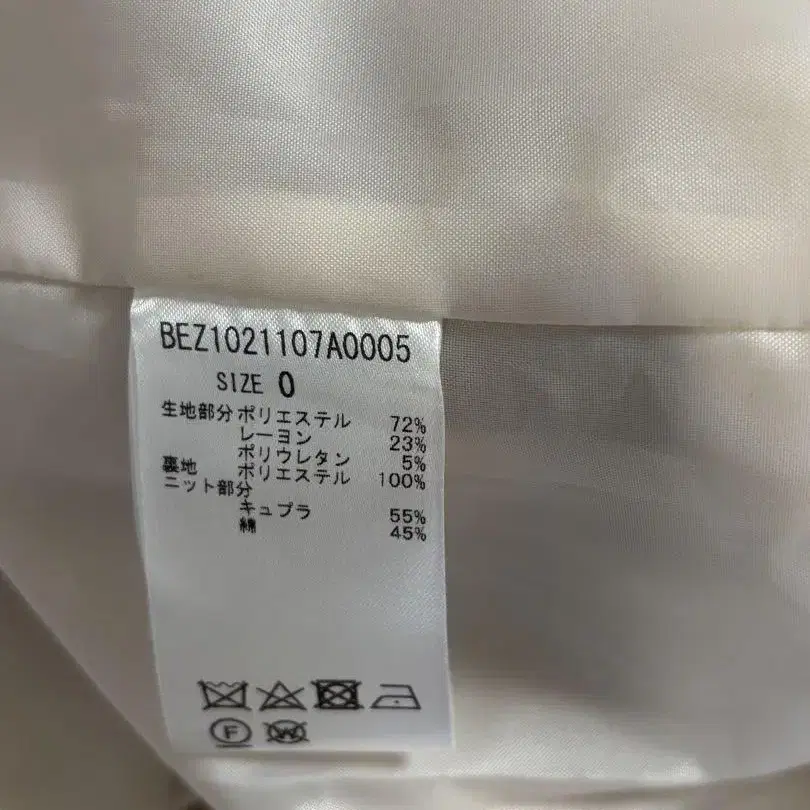 BEZ1021107A0005
SIZE 0
生地部分 ポリエステル 72%
レーヨン 23%
ポリウレタン 5%
裏地 ポリエステル 100%
ニット部分
キュプラ 55%
綿 45%
F W